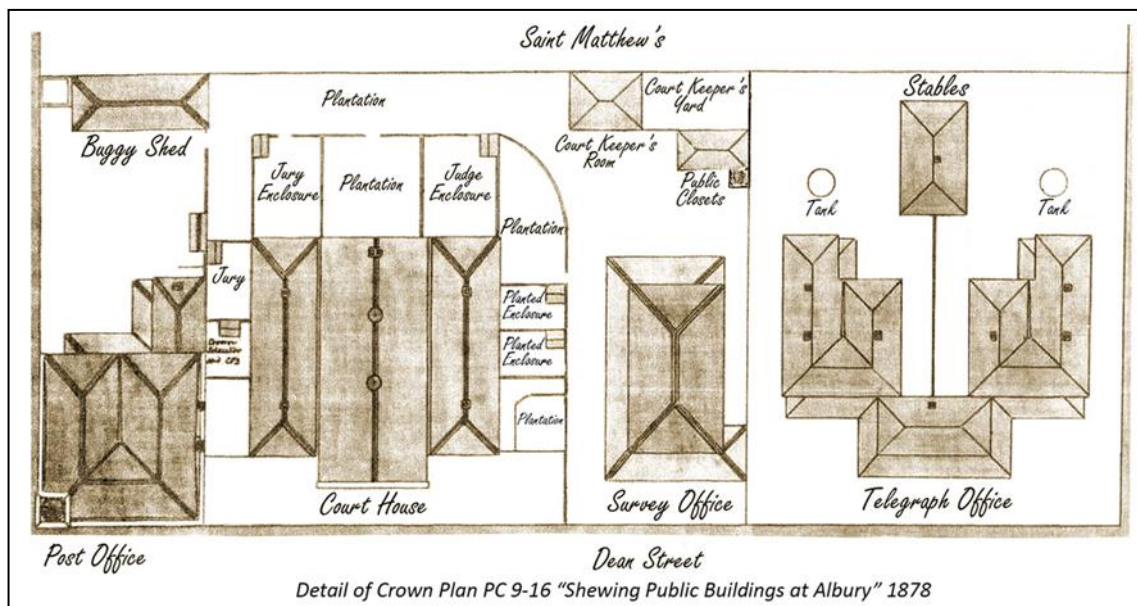 Saint Matthew's
Plantation
Buggy Shed
Court Keeper's
Yard
Stables
Court Keeper's
Room
Public
Closets
Jury
Enclosure
Plantation
Judge
Enclosure
Plantation
Tank
Tank
Jury
Planted
Enclosure
Planted
Enclosure
Crown
Plantation
Court House
Survey Office
Telegraph Office
Post Office
Dean Street
Detail of Crown Plan PC 9-16 "Shewing Public Buildings at Albury" 1878